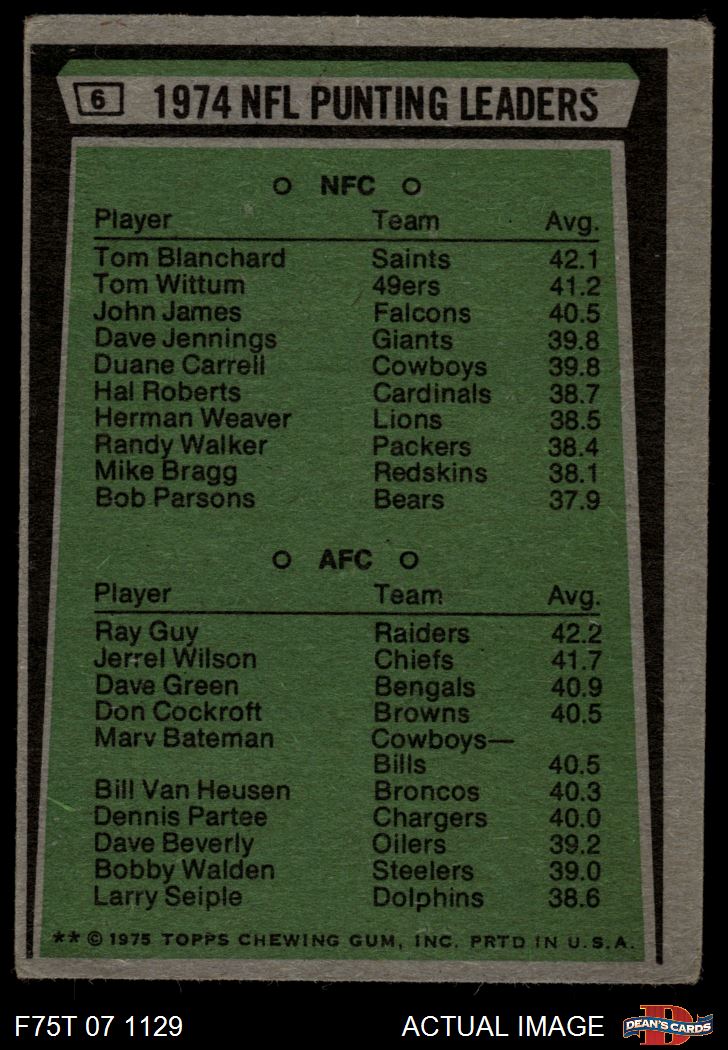 6 1974 NFL PUNTING LEADERS
O NFC O
Player Team Avg.
Tom Blanchard Saints 42.1
Tom Wittum 49ers 41.2
John James Falcons 40.5
Dave Jennings Giants 39.8
Duane Carrell Cowboys 39.8
Hal Roberts Cardinals 38.7
Herman Weaver Lions 38.5
Randy Walker Packers 38.4
Mike Bragg Redskins 38.1
Bob Parsons Bears 37.9
O AFC O
Player Team Avg.
Ray Guy Raiders 42.2
Jerrel Wilson Chiefs 41.7
Dave Green Bengals 40.9
Don Cockroft Browns 40.5
Marv Bateman Cowboys—
Bills 40.5
Bill Van Heusen Broncos 40.3
Dennis Partee Chargers 40.0
Dave Beverly Oilers 39.2
Bobby Walden Steelers 39.0
Larry Seiple Dolphins 38.6
** © 1975 TOPPS CHEWING GUM, INC. PRTD IN U.S.A.
F75T 07 1129 ACTUAL IMAGE D DEAN'S CARDS